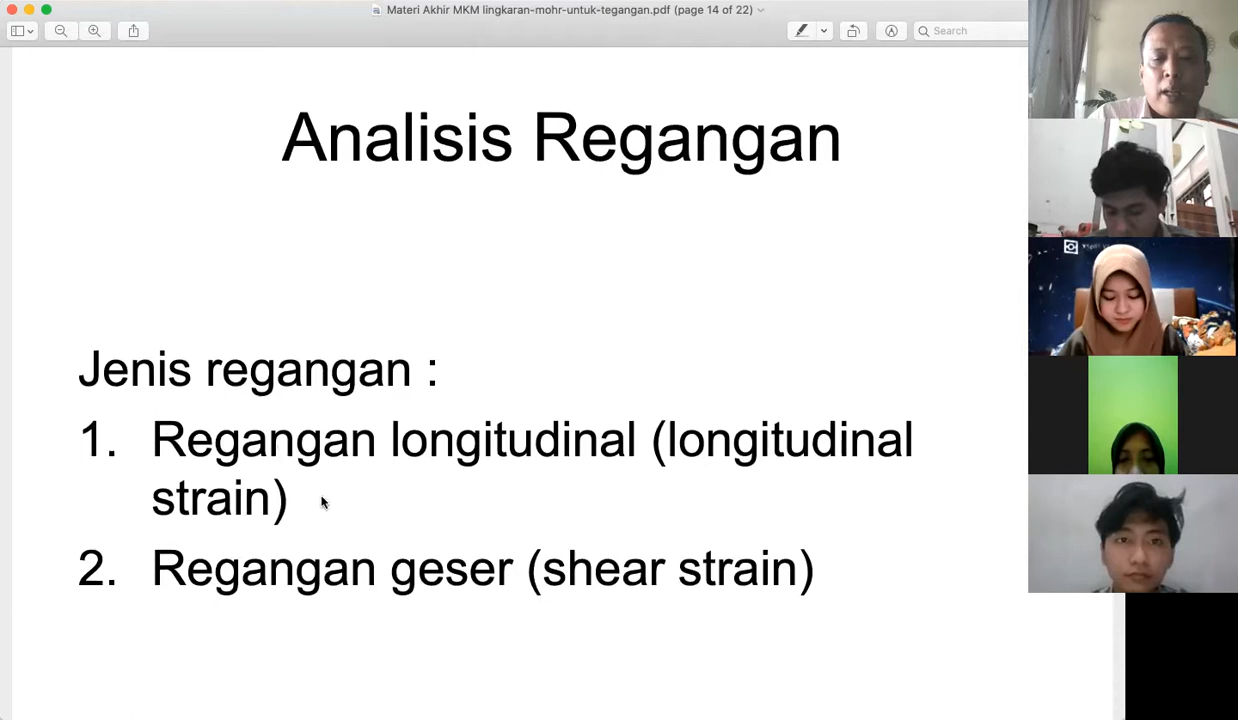 Materi Akhir MKM lingkaran-mohr-untuk-tegangan.pdf (page 14 of 22)
Search
Analisis Regangan
Jenis regangan :
1. Regangan longitudinal (longitudinal
strain)
2. Regangan geser (shear strain)